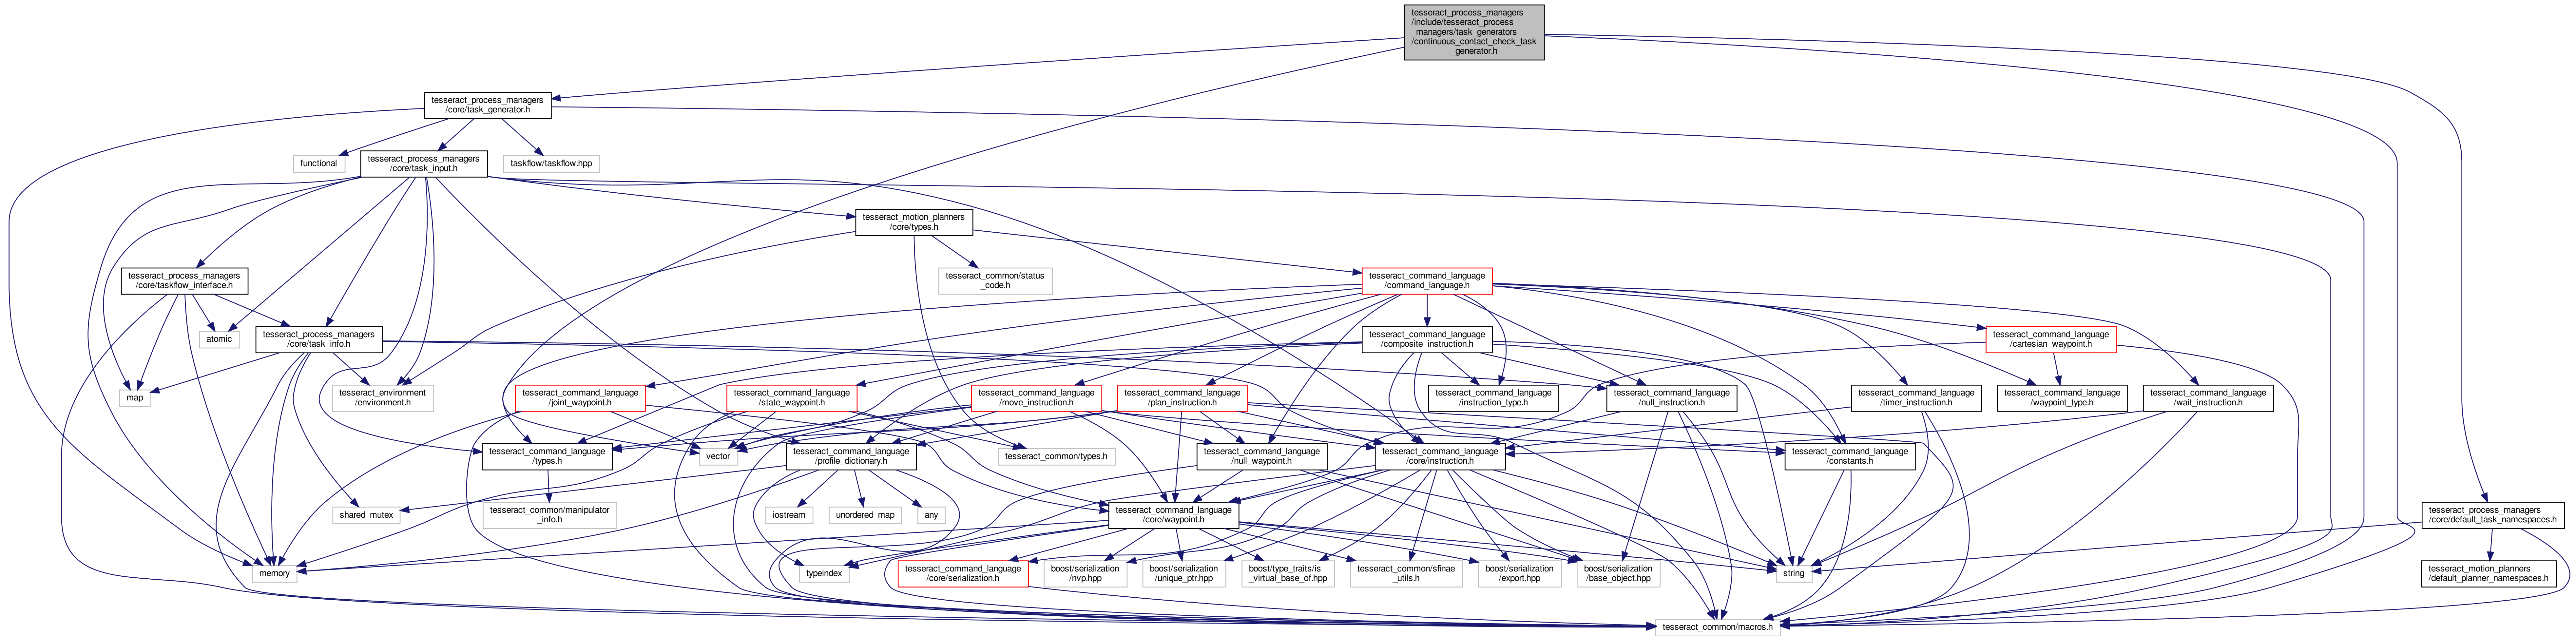 tesseract_process_managers
/include/tesseract_process
_managers/task_generators
/continuous_contact_check_task
_generator.h
tesseract_process_managers
/core/task_generator.h
functional
tesseract_process_managers
/core/task_input.h
taskflow/taskflow.hpp
tesseract_motion_planners
/core/types.h
tesseract_process_managers
/core/taskflow_interface.h
tesseract_common/status
_code.h
tesseract_command_language
/command_language.h
atomic
tesseract_process_managers
/core/task_info.h
tesseract_command_language
/composite_instruction.h
tesseract_command_language
/cartesian_waypoint.h
map
tesseract_environment
/environment.h
tesseract_command_language
/joint_waypoint.h
tesseract_command_language
/state_waypoint.h
tesseract_command_language
/move_instruction.h
tesseract_command_language
/plan_instruction.h
tesseract_command_language
/instruction_type.h
tesseract_command_language
/null_instruction.h
tesseract_command_language
/timer_instruction.h
tesseract_command_language
/waypoint_type.h
tesseract_command_language
/wait_instruction.h
tesseract_command_language
/types.h
vector
tesseract_command_language
/profile_dictionary.h
tesseract_common/types.h
tesseract_command_language
/null_waypoint.h
tesseract_command_language
/core/instruction.h
tesseract_command_language
/constants.h
shared_mutex
tesseract_common/manipulator
_info.h
iostream
unordered_map
any
tesseract_command_language
/core/waypoint.h
tesseract_process_managers
/core/default_task_namespaces.h
memory
typeindex
tesseract_command_language
/core/serialization.h
boost/serialization
/nvp.hpp
boost/serialization
/unique_ptr.hpp
boost/type_traits/is
_virtual_base_of.hpp
tesseract_common/sfinae
_utils.h
boost/serialization
/export.hpp
boost/serialization
/base_object.hpp
string
tesseract_motion_planners
/default_planner_namespaces.h
tesseract_common/macros.h